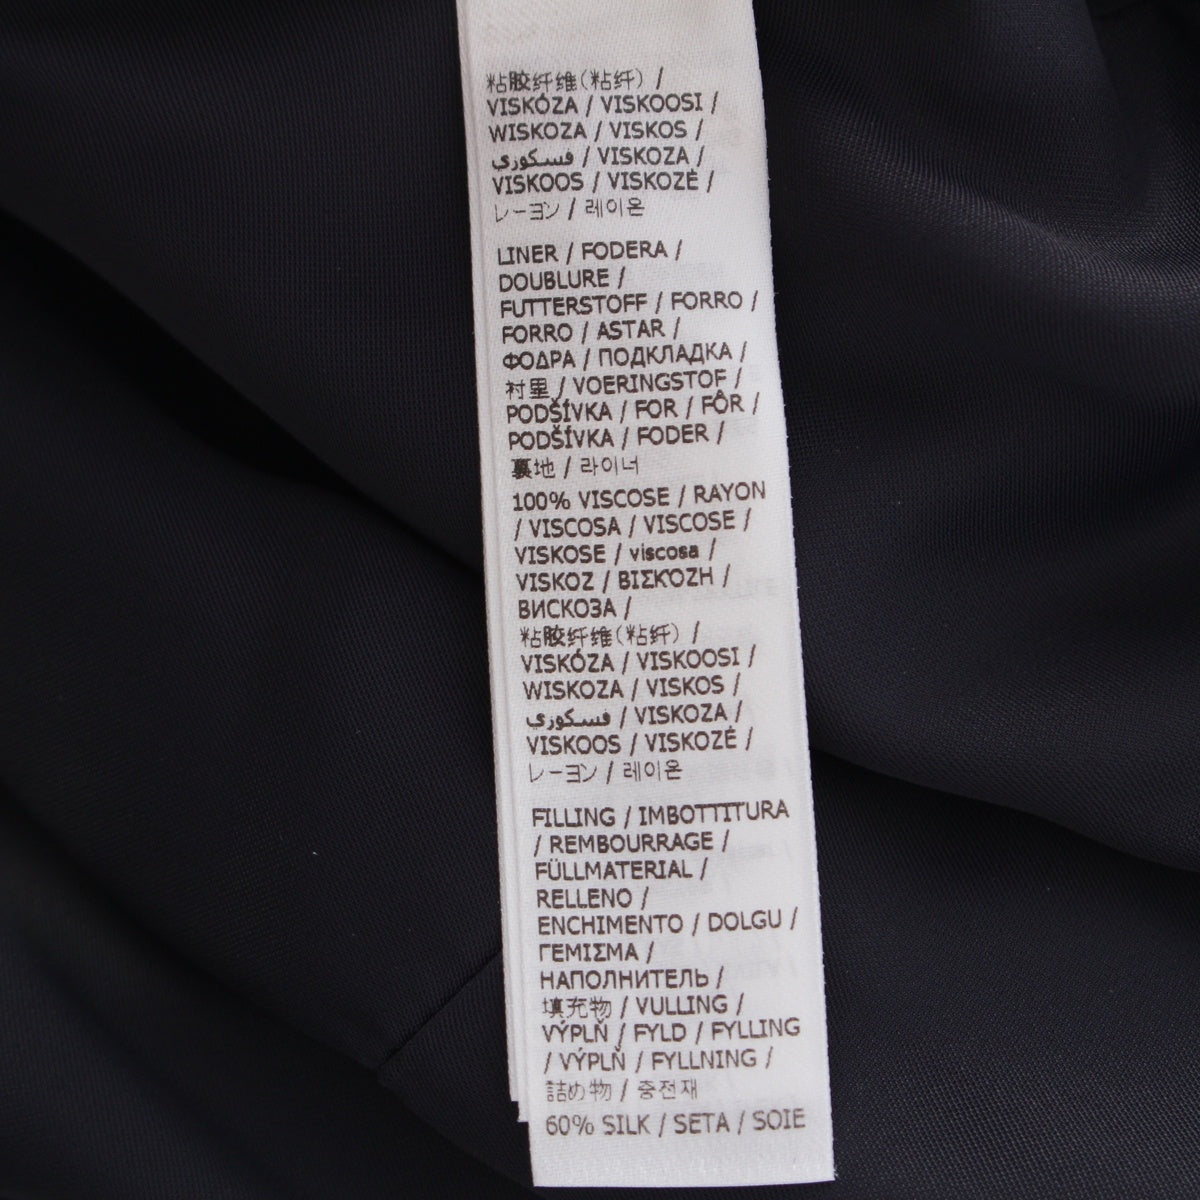 粘胶纤维(粘纤) /
VISKÓZA / VISKOOSI /
WISKOZA / VISKOS /
فسكوزي / VISKOZA /
VISKOOS / VISKOZĖ /
レーヨン / 레이온
LINER / FODERA /
DOUBLURE /
FUTTERSTOFF / FORRO /
FORRO / ASTAR /
ΦΟΔΡΑ / ПОДКЛАДКА /
衬里 / VOERINGSTOF /
PODŠÍVKA / FOR / FÔR /
PODŠÍVKA / FODER /
裏地 / 라이너
100% VISCOSE / RAYON
/ VISCOSA / VISCOSE /
VISKOSE / viscosa /
VISKOZ / ΒΙΣΚΌΖΗ /
ВИСКОЗА /
粘胶纤维(粘纤) /
VISKÓZA / VISKOOSI /
WISKOZA / VISKOS /
فسكوزي / VISKOZA /
VISKOOS / VISKOZĖ /
レーヨン / 레이온
FILLING / IMBOTTITURA
/ REMBOURRAGE /
FÜLLMATERIAL /
RELLENO /
ENCHIMENTO / DOLGU /
ΓΕΜΙΣΜΑ /
НАПОЛНИТЕЛЬ /
填充物 / VULLING /
VÝPLŇ / FYLD / FYLLING
/ VÝPLŇ / FYLLNING /
詰め物 / 충전재
60% SILK / SETA / SOIE